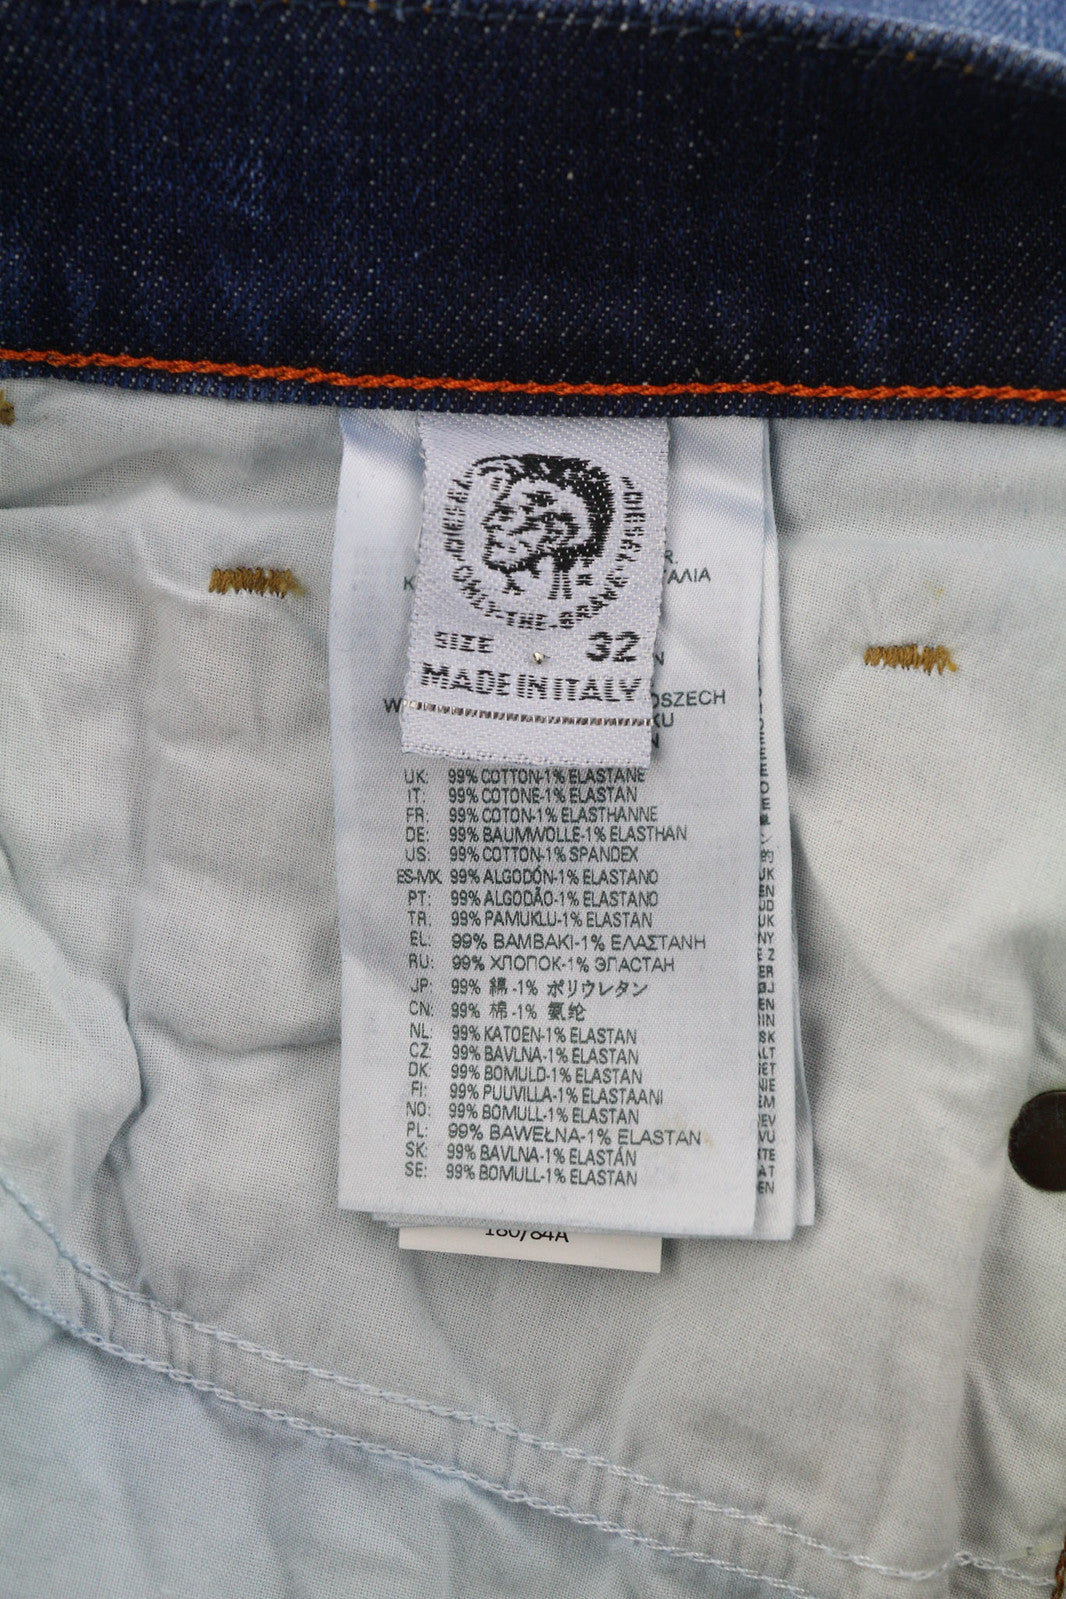 DIESEL
DIESEL
ONLY-THE-BRAVE
R.
ΤΑΛΙΑ
SIZE 32
MADE IN ITALY
OSZECH
KU
UK: 99% COTTON-1% ELASTANE
IT: 99% COTONE-1% ELASTAN
FR: 99% COTON-1% ELASTHANNE
DE: 99% BAUMWOLLE-1% ELASTHAN
US: 99% COTTON-1% SPANDEX
ES-MX: 99% ALGODÓN-1% ELASTANO
PT: 99% ALGODÃO-1% ELASTANO
TR: 99% PAMUKLU-1% ELASTAN
EL: 99% ΒΑΜΒΑΚΙ-1% ΕΛΑΣΤΑΝΗ
RU: 99% ХЛОПОК-1% ЭЛАСТАН
JP: 99% 綿 -1% ポリウレタン
CN: 99% 棉 -1% 氨纶
NL: 99% KATOEN-1% ELASTAN
CZ: 99% BAVLNA-1% ELASTAN
DK: 99% BOMULD-1% ELASTAN
FI: 99% PUUVILLA-1% ELASTAANI
NO: 99% BOMULL-1% ELASTAN
PL: 99% BAWEŁNA-1% ELASTAN
SK: 99% BAVLNA-1% ELASTÁN
SE: 99% BOMULL-1% ELASTAN
180/84A